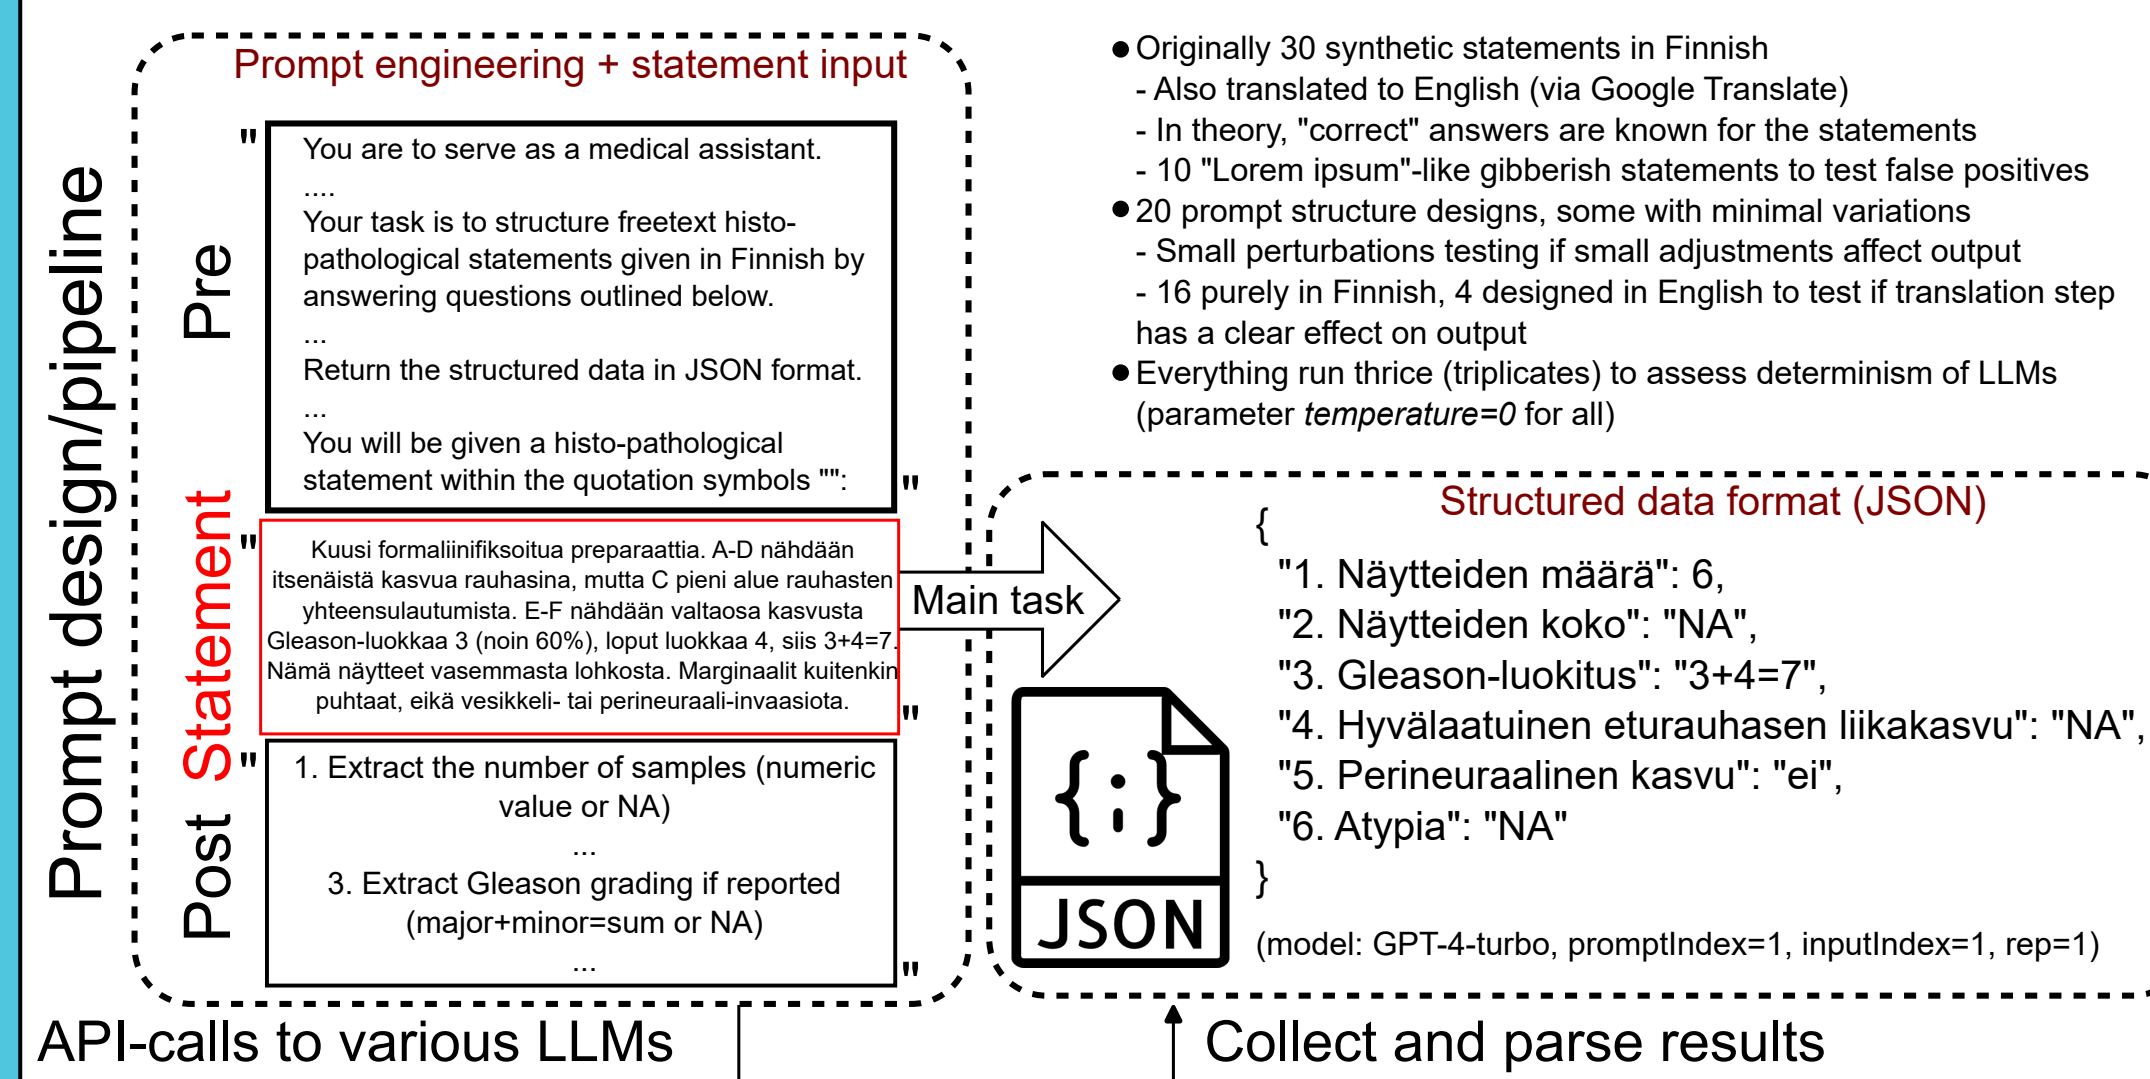 Prompt design/pipeline
Prompt engineering + statement input
Pre
"
You are to serve as a medical assistant.
....
Your task is to structure freetext histo-
pathological statements given in Finnish by
answering questions outlined below.
...
Return the structured data in JSON format.
...
You will be given a histo-pathological
statement within the quotation symbols "":
"
Statement
"
Kuusi formaliinifiksoitua preparaattia. A-D nähdään
itsenäistä kasvua rauhasina, mutta C pieni alue rauhasten
yhteensulautumista. E-F nähdään valtaosa kasvusta
Gleason-luokkaa 3 (noin 60%), loput luokkaa 4, siis 3+4=7.
Nämä näytteet vasemmasta lohkosta. Marginaalit kuitenkin
puhtaat, eikä vesikkeli- tai perineuraali-invaasiota.
"
Post
"
1. Extract the number of samples (numeric
value or NA)
...
3. Extract Gleason grading if reported
(major+minor=sum or NA)
...
"
API-calls to various LLMs
● Originally 30 synthetic statements in Finnish
- Also translated to English (via Google Translate)
- In theory, "correct" answers are known for the statements
- 10 "Lorem ipsum"-like gibberish statements to test false positives
● 20 prompt structure designs, some with minimal variations
- Small perturbations testing if small adjustments affect output
- 16 purely in Finnish, 4 designed in English to test if translation step
has a clear effect on output
● Everything run thrice (triplicates) to assess determinism of LLMs
(parameter temperature=0 for all)
Main task
Structured data format (JSON)
{
"1. Näytteiden määrä": 6,
"2. Näytteiden koko": "NA",
"3. Gleason-luokitus": "3+4=7",
"4. Hyvälaatuinen eturauhasen liikakasvu": "NA",
"5. Perineuraalinen kasvu": "ei",
"6. Atypia": "NA"
}
{;}
JSON
(model: GPT-4-turbo, promptIndex=1, inputIndex=1, rep=1)
Collect and parse results